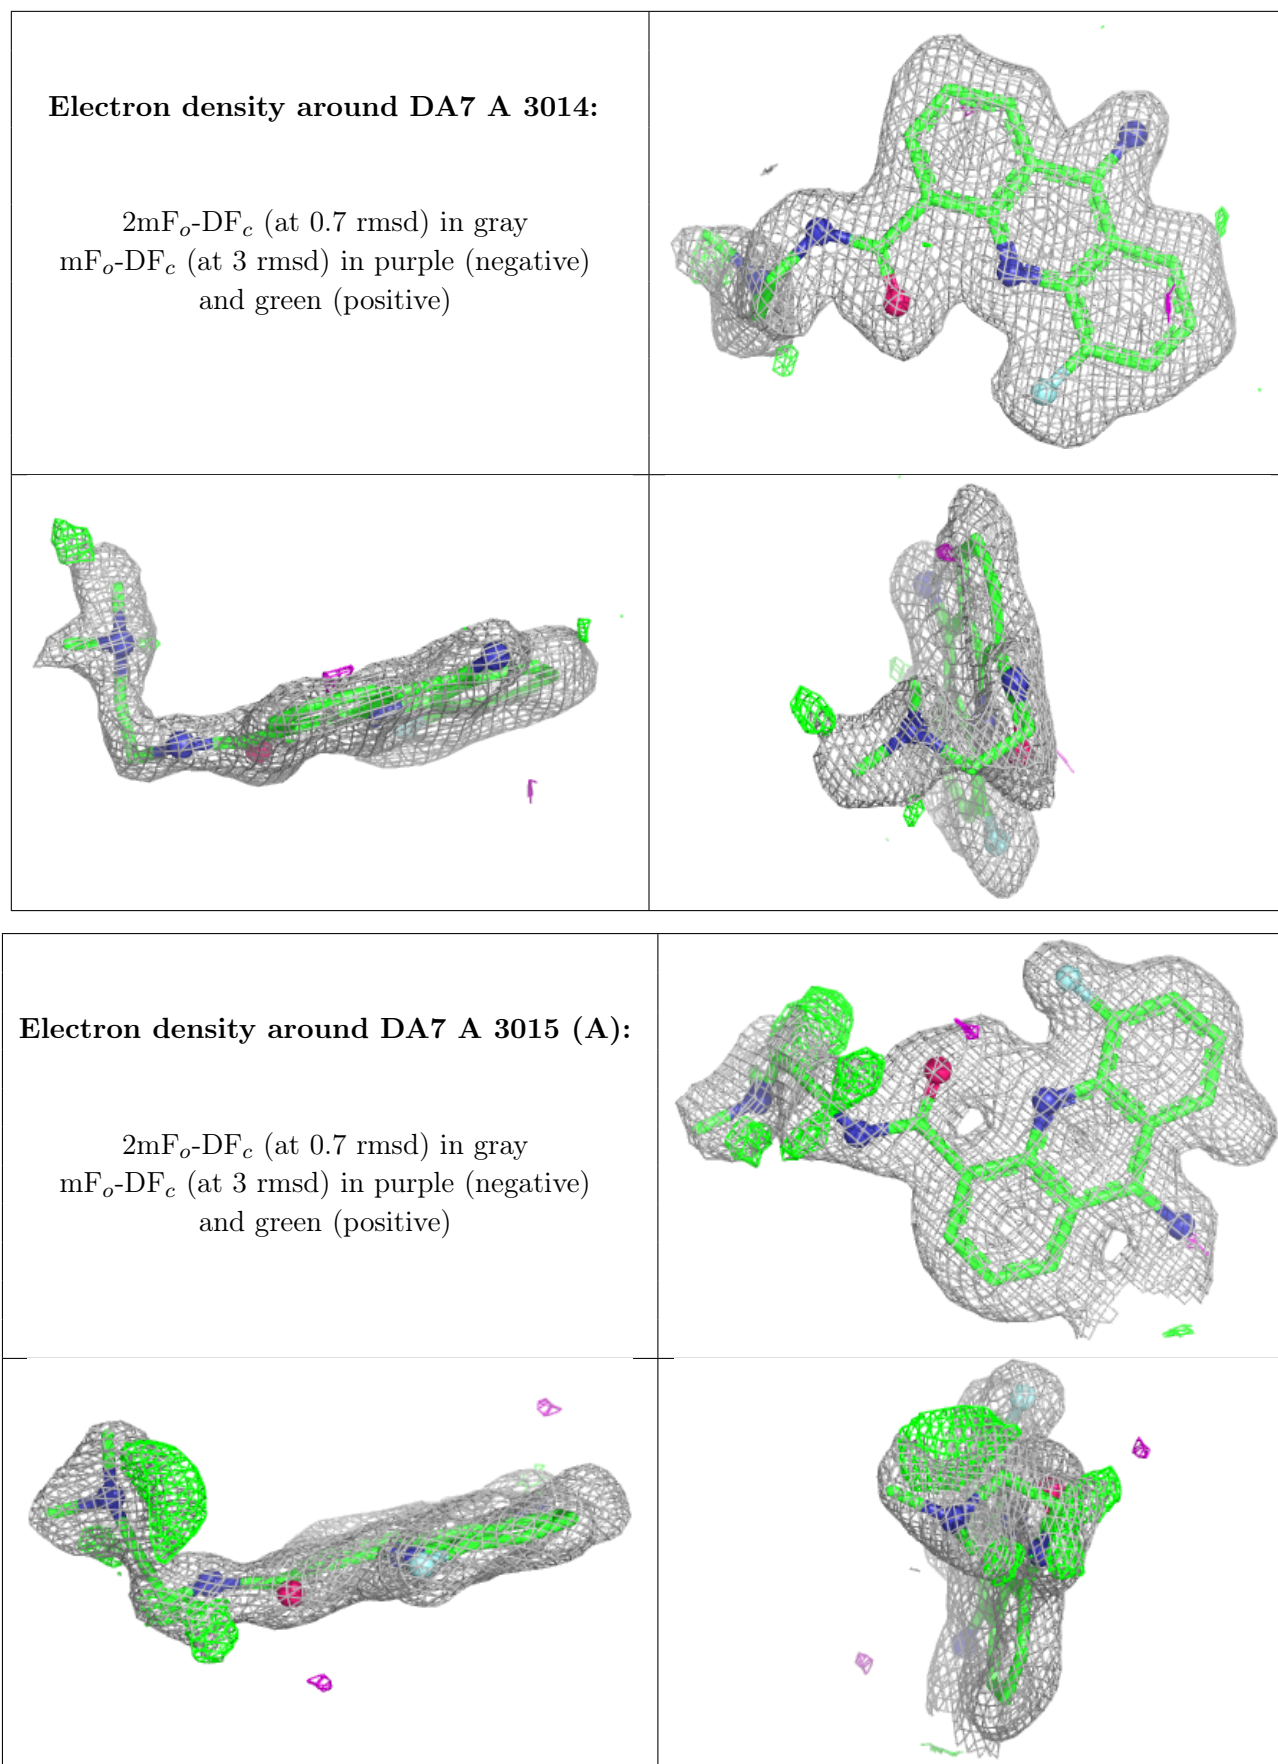 Electron density around DA7 A 3014:
2mFₒ-DF𝒸 (at 0.7 rmsd) in gray
mFₒ-DF𝒸 (at 3 rmsd) in purple (negative)
and green (positive)
Electron density around DA7 A 3015 (A):
2mFₒ-DF𝒸 (at 0.7 rmsd) in gray
mFₒ-DF𝒸 (at 3 rmsd) in purple (negative)
and green (positive)